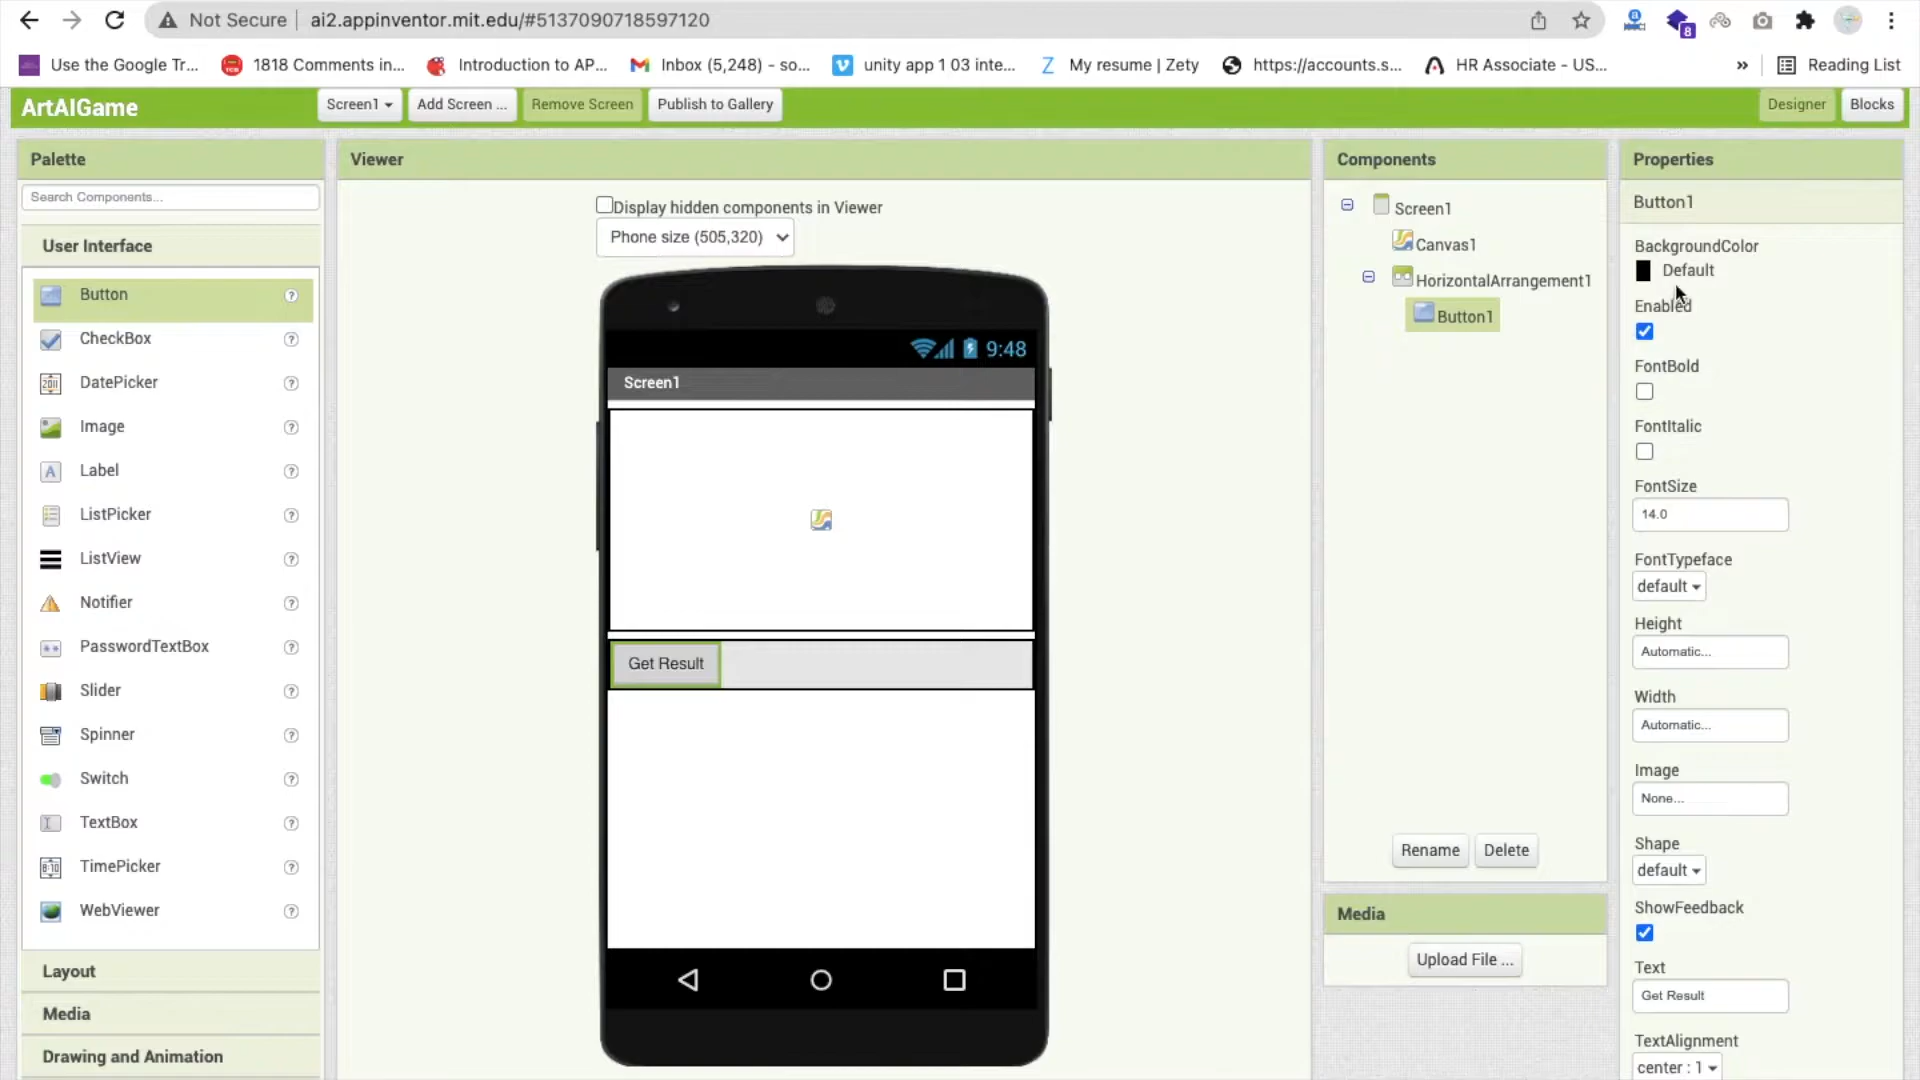 Not Secure ai2.appinventor.mit.edu/#5137090718597120
8
Use the Google Tr... 1818 Comments in... Introduction to AP... Inbox (5,248) - so... unity app 1 03 inte... Z My resume | Zety https://accounts.s... HR Associate - US... » Reading List
ArtAIGame Screen1 Add Screen ... Remove Screen Publish to Gallery Designer Blocks
Palette
Search Components...
User Interface
Button ?
CheckBox ?
DatePicker ?
Image ?
Label ?
ListPicker ?
ListView ?
Notifier ?
PasswordTextBox ?
Slider ?
Spinner ?
Switch ?
TextBox ?
TimePicker ?
WebViewer ?
Layout
Media
Drawing and Animation
Viewer
Display hidden components in Viewer
Phone size (505,320)
9:48
Screen1
Get Result
Components
Screen1
Canvas1
HorizontalArrangement1
Button1
Rename Delete
Media
Upload File ...
Properties
Button1
BackgroundColor
Default
Enabled
FontBold
FontItalic
FontSize
14.0
FontTypeface
default
Height
Automatic...
Width
Automatic...
Image
None...
Shape
default
ShowFeedback
Text
Get Result
TextAlignment
center : 1